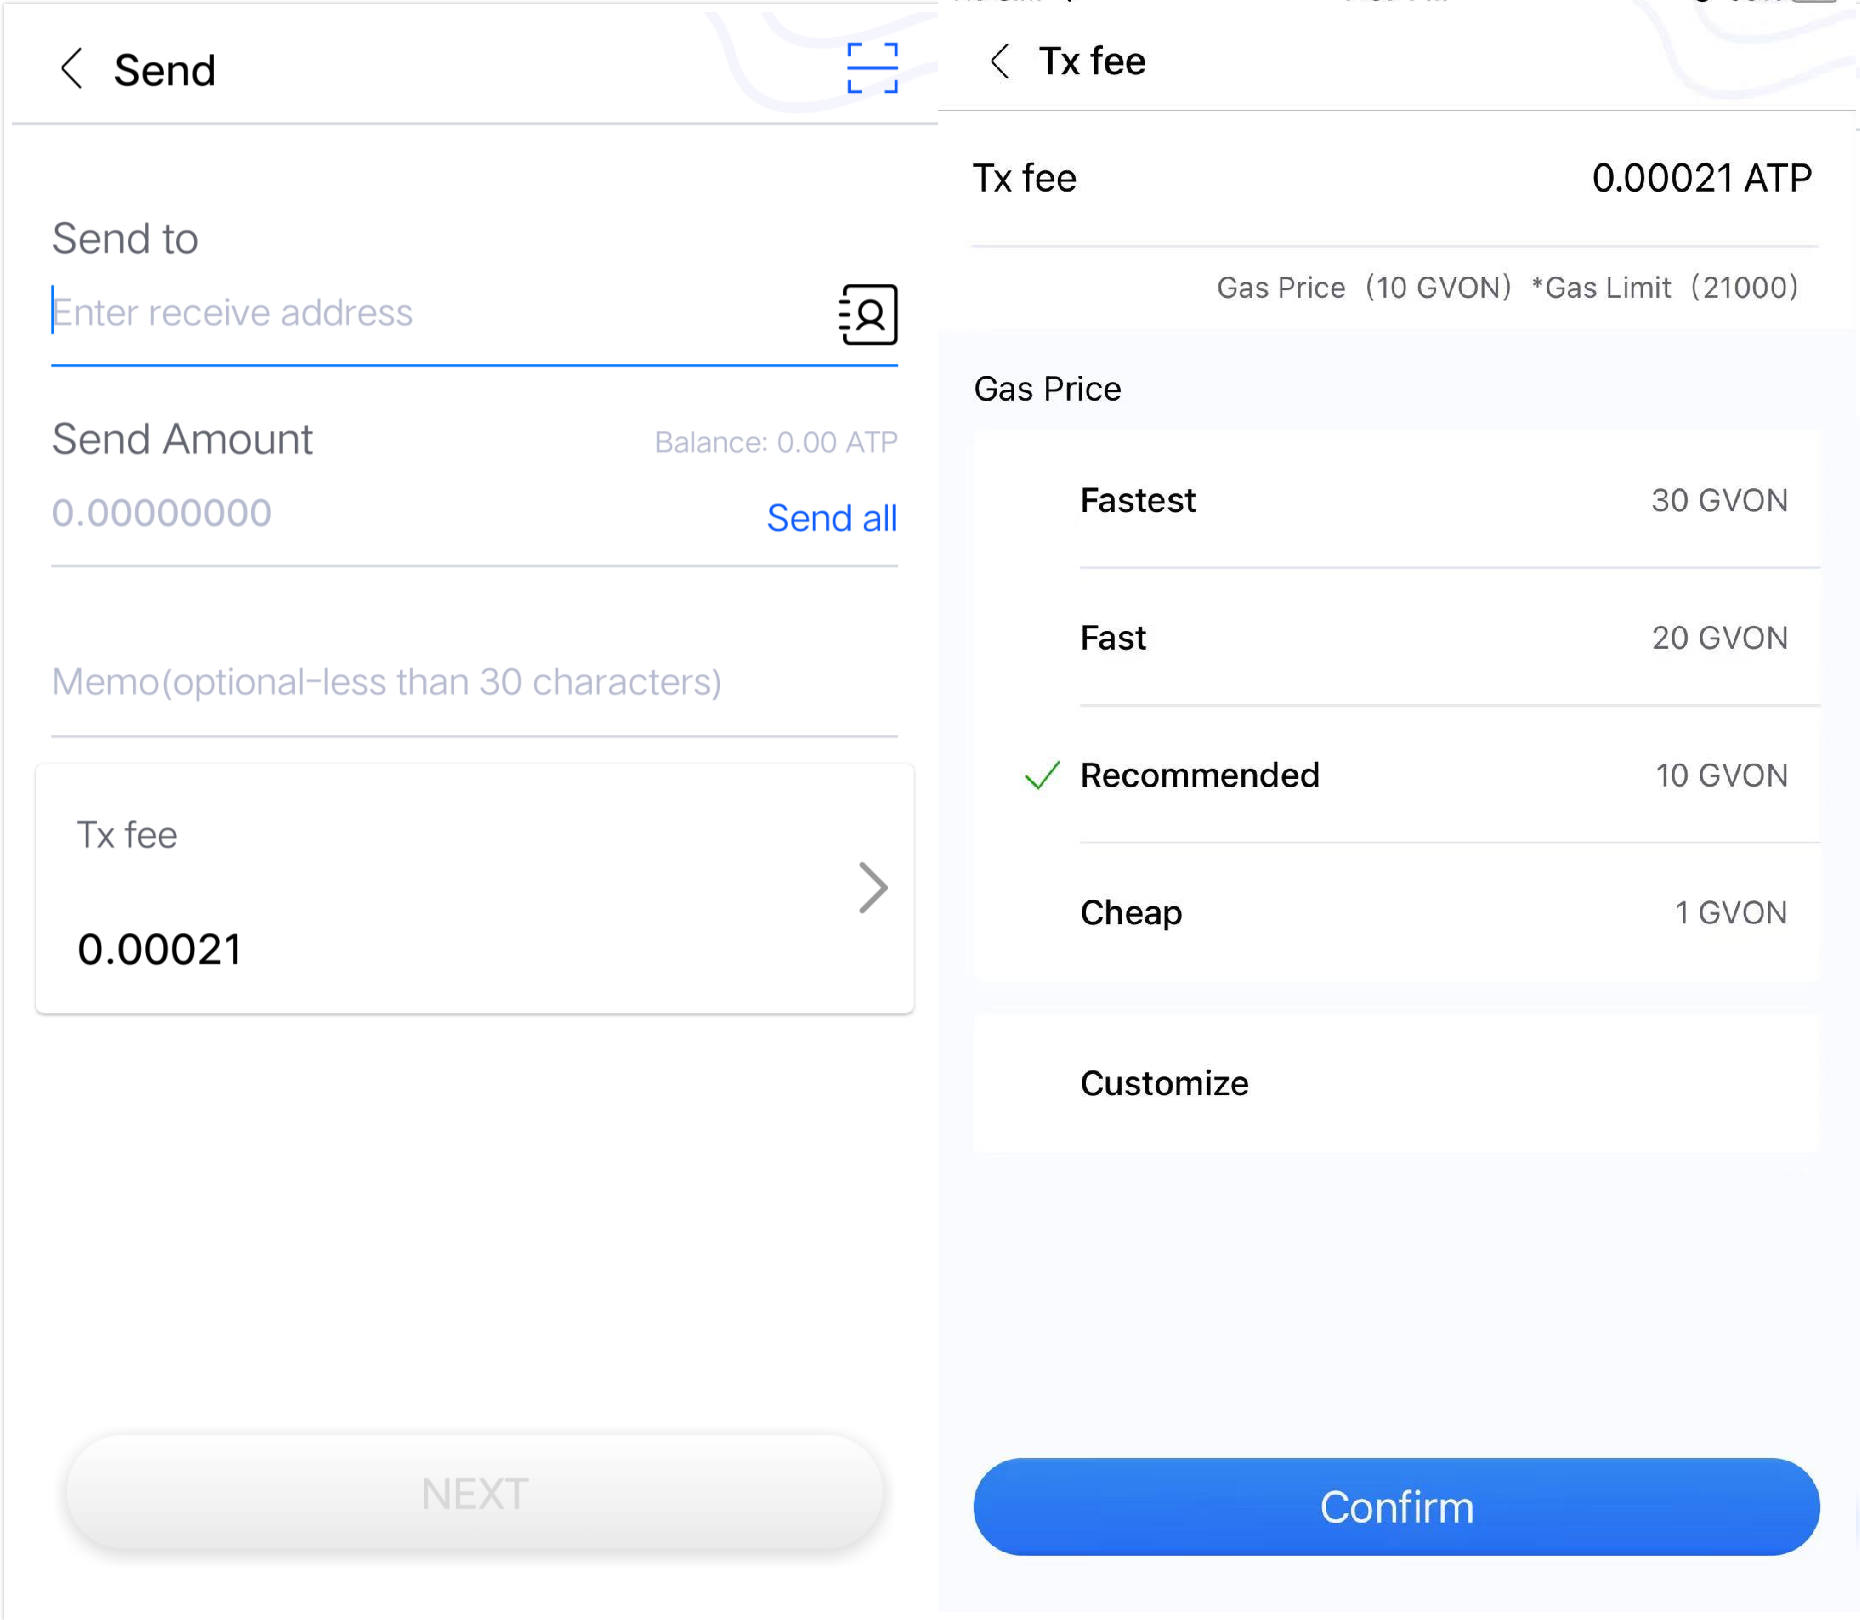 Send
Send to
Enter receive address
Send Amount
Balance: 0.00 ATP
0.00000000
Send all
Memo(optional-less than 30 characters)
Tx fee
0.00021
NEXT
Tx fee
Tx fee
0.00021 ATP
Gas Price（10 GVON）*Gas Limit（21000）
Gas Price
Fastest
30 GVON
Fast
20 GVON
Recommended
10 GVON
Cheap
1 GVON
Customize
Confirm